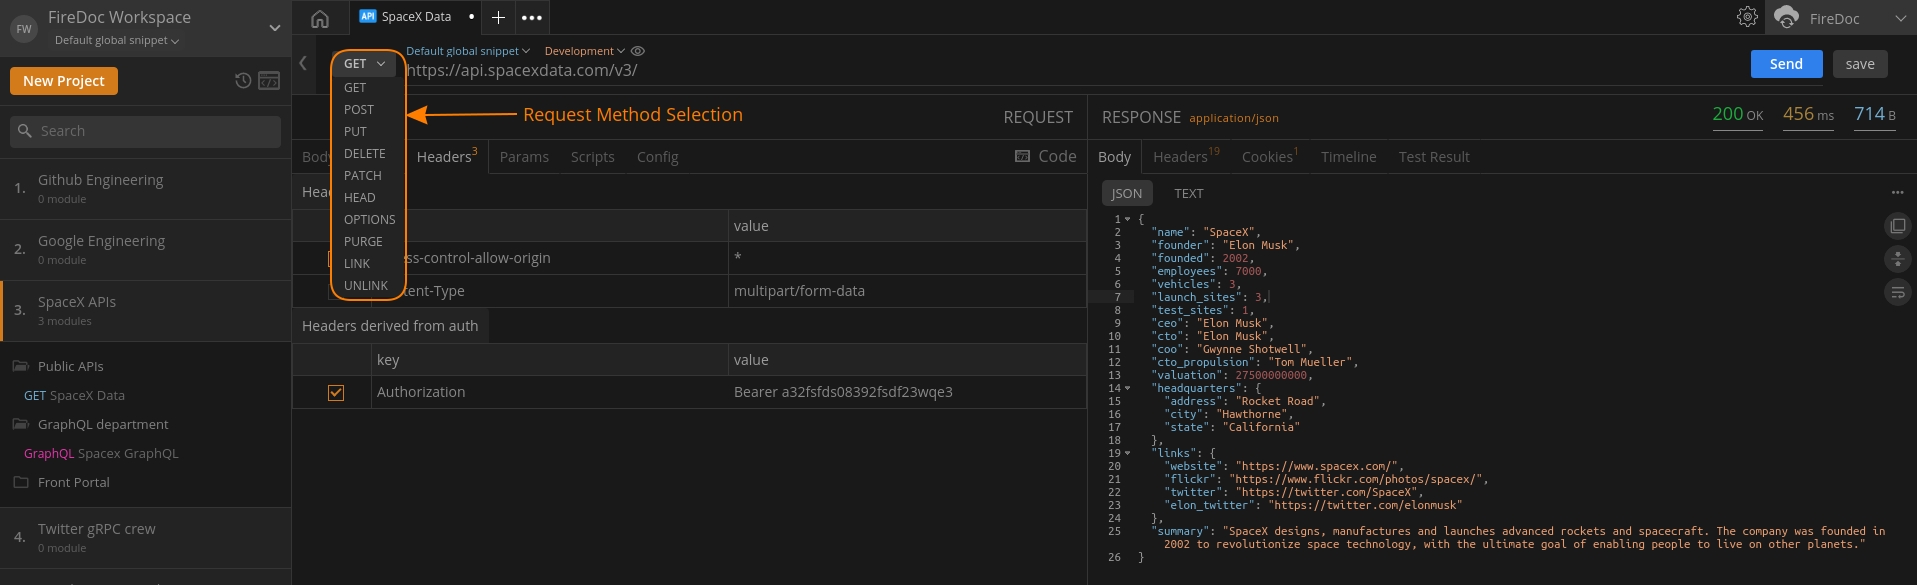 FW
FireDoc Workspace
Default global snippet
New Project
Search
1. Github Engineering
0 module
2. Google Engineering
0 module
3. SpaceX APIs
3 modules
Public APIs
GET SpaceX Data
GraphQL department
GraphQL Spacex GraphQL
Front Portal
4. Twitter gRPC crew
0 module
API SpaceX Data
FireDoc
Default global snippet Development
GET https://api.spacexdata.com/v3/
Send save
GET
POST
PUT
DELETE
PATCH
HEAD
OPTIONS
PURGE
LINK
UNLINK
Request Method Selection
REQUEST
Body Headers 3 Params Scripts Config Code
Hea
value
ss-control-allow-origin *
tent-Type multipart/form-data
Headers derived from auth
key value
Authorization Bearer a32fsfds08392fsdf23wqe3
RESPONSE application/json 200 OK 456 ms 714 B
Body Headers 19 Cookies 1 Timeline Test Result
JSON TEXT
1 {
2 "name": "SpaceX",
3 "founder": "Elon Musk",
4 "founded": 2002,
5 "employees": 7000,
6 "vehicles": 3,
7 "launch_sites": 3,
8 "test_sites": 1,
9 "ceo": "Elon Musk",
10 "cto": "Elon Musk",
11 "coo": "Gwynne Shotwell",
12 "cto_propulsion": "Tom Mueller",
13 "valuation": 27500000000,
14 "headquarters": {
15 "address": "Rocket Road",
16 "city": "Hawthorne",
17 "state": "California"
18 },
19 "links": {
20 "website": "https://www.spacex.com/",
21 "flickr": "https://www.flickr.com/photos/spacex/",
22 "twitter": "https://twitter.com/SpaceX",
23 "elon_twitter": "https://twitter.com/elonmusk"
24 },
25 "summary": "SpaceX designs, manufactures and launches advanced rockets and spacecraft. The company was founded in
2002 to revolutionize space technology, with the ultimate goal of enabling people to live on other planets."
26 }